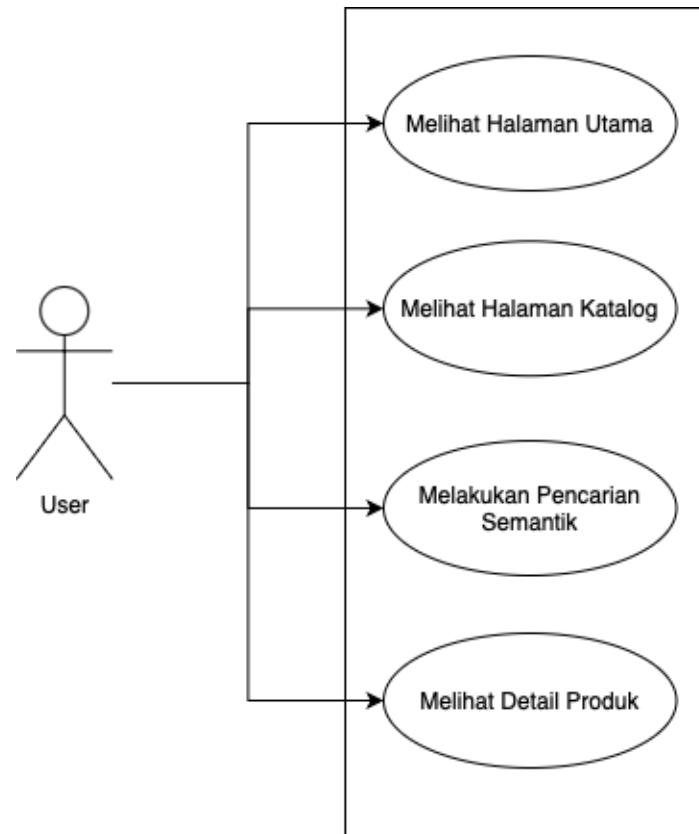 Melihat Halaman Utama
Melihat Halaman Katalog
User
Melakukan Pencarian
Semantik
Melihat Detail Produk